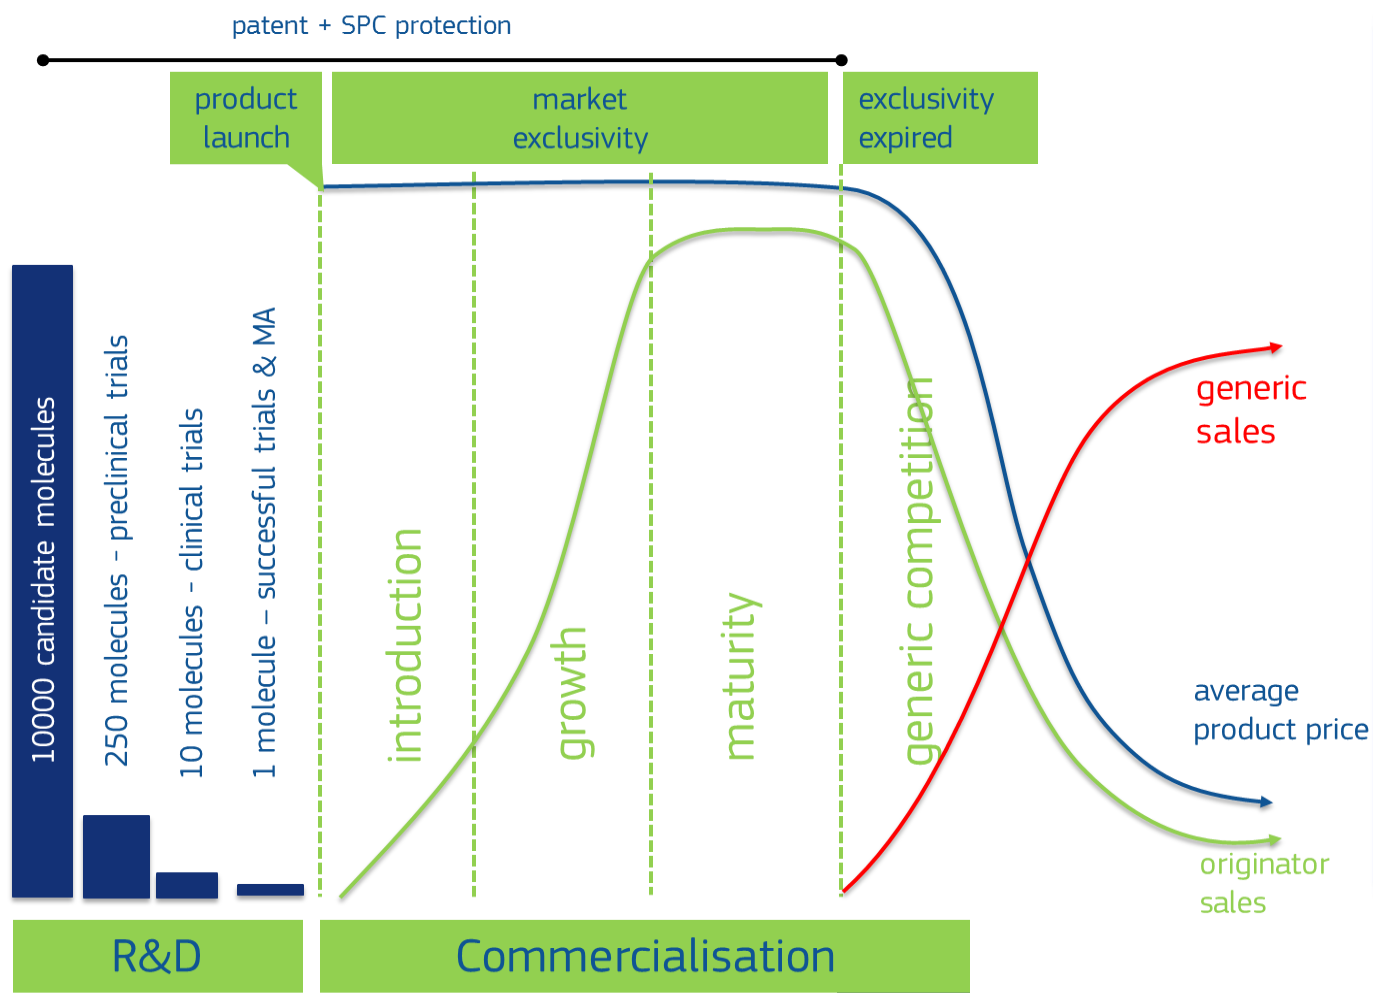 patent + SPC protection
product
launch
market
exclusivity
exclusivity
expired
10000 candidate molecules
250 molecules - preclinical trials
10 molecules - clinical trials
1 molecule – successful trials & MA
introduction
growth
maturity
generic competition
generic
sales
average
product price
originator
sales
R&D
Commercialisation